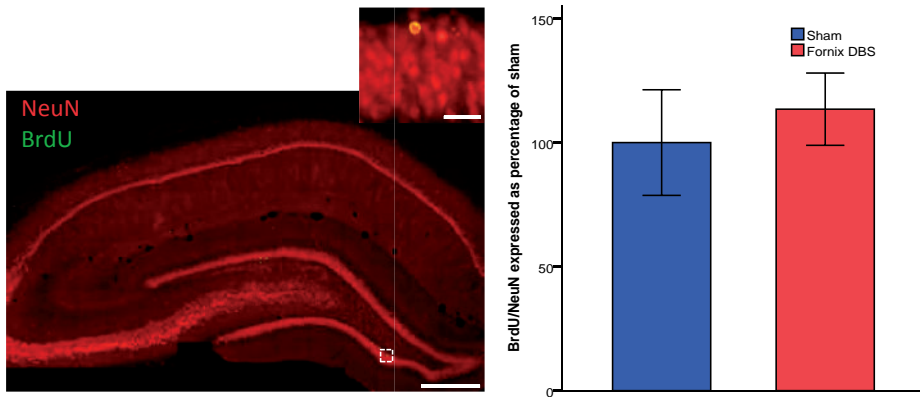 NeuN
BrdU
BrdU/NeuN expressed as percentage of sham
150
100
50
0
Sham
Fornix DBS